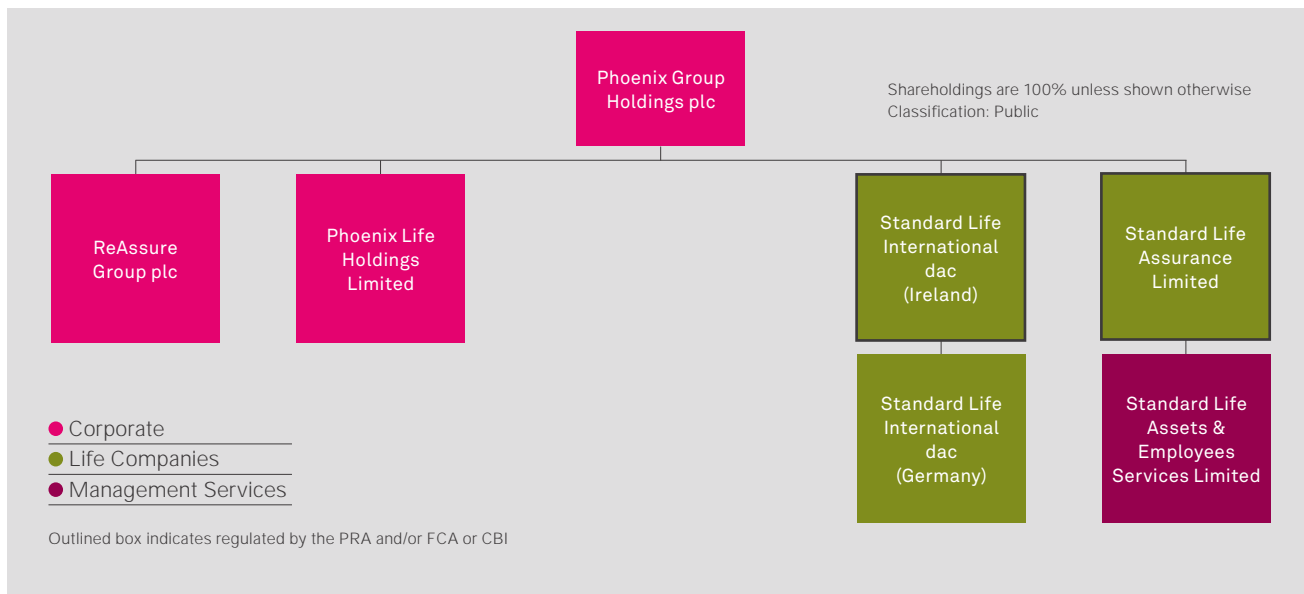 Phoenix Group
Holdings plc
Shareholdings are 100% unless shown otherwise
Classification: Public
ReAssure
Group plc
Phoenix Life
Holdings
Limited
Standard Life
International
dac
(Ireland)
Standard Life
Assurance
Limited
Standard Life
International
dac
(Germany)
Standard Life
Assets &
Employees
Services Limited
Corporate
Life Companies
Management Services
Outlined box indicates regulated by the PRA and/or FCA or CBI